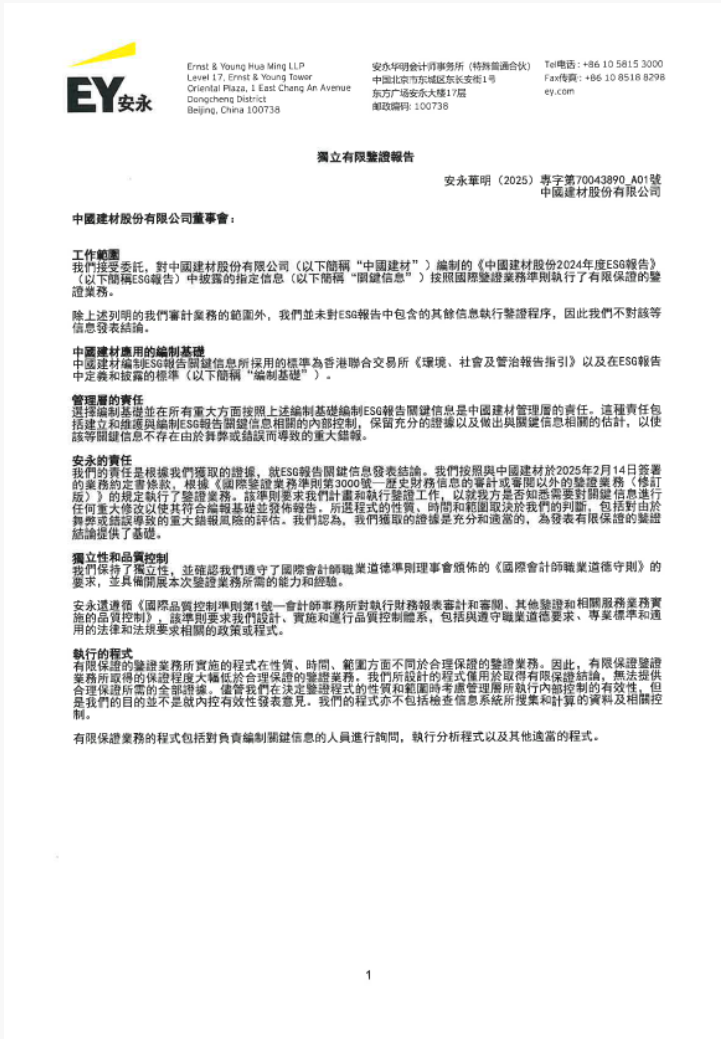 EY安永
Ernst & Young Hua Ming LLP
Level 17, Ernst & Young Tower
Oriental Plaza, 1 East Chang An Avenue
Dongcheng District
Beijing, China 100738
安永华明会计师事务所（特殊普通合伙）
中国北京市东城区东长安街1号
东方广场安永大楼17层
邮政编码: 100738
Tel电话: +86 10 5815 3000
Fax传真: +86 10 8518 8298
ey.com
獨立有限鑒證報告
安永華明（2025）專字第70043890_A01號
中國建材股份有限公司
中國建材股份有限公司董事會：
工作範圍
我們接受委託，對中國建材股份有限公司（以下簡稱“中國建材”）編制的《中國建材股份2024年度ESG報告》
（以下簡稱ESG報告）中披露的指定信息（以下簡稱“關鍵信息”）按照國際鑒證業務準則執行了有限保證的鑒
證業務。
除上述列明的我們審計業務的範圍外，我們並未對ESG報告中包含的其餘信息執行鑒證程序，因此我們不對該等
信息發表結論。
中國建材應用的編制基礎
中國建材編制ESG報告關鍵信息所採用的標準為香港聯合交易所《環境、社會及管治報告指引》以及在ESG報告
中定義和披露的標準（以下簡稱“編制基礎”）。
管理層的責任
選擇編制基礎並在所有重大方面按照上述編制基礎編制ESG報告關鍵信息是中國建材管理層的責任。這種責任包
括建立和維護與編制ESG報告關鍵信息相關的內部控制，保留充分的證據以及做出與關鍵信息相關的估計，以使
該等關鍵信息不存在由於舞弊或錯誤而導致的重大錯報。
安永的責任
我們的責任是根據我們獲取的證據，就ESG報告關鍵信息發表結論。我們按照與中國建材於2025年2月14日簽署
的業務約定書條款，根據《國際鑒證業務準則第3000號—歷史財務信息的審計或審閱以外的鑒證業務（修訂
版）》的規定執行了鑒證業務。該準則要求我們計畫和執行鑒證工作，以就我方是否知悉需要對關鍵信息進行
任何重大修改以使其符合編報基礎並發佈報告。所選程式的性質、時間和範圍取決於我們的判斷，包括對由於
舞弊或錯誤導致的重大錯報風險的評估。我們認為，我們獲取的證據是充分和適當的，為發表有限保證的鑒證
結論提供了基礎。
獨立性和品質控制
我們保持了獨立性，並確認我們遵守了國際會計師職業道德準則理事會頒佈的《國際會計師職業道德守則》的
要求，並具備開展本次鑒證業務所需的能力和經驗。
安永還遵循《國際品質控制準則第1號—會計師事務所對執行財務報表審計和審閱、其他鑒證和相關服務業務實
施的品質控制》，該準則要求我們設計、實施和運行品質控制體系，包括與遵守職業道德要求、專業標準和適
用的法律和法規要求相關的政策或程式。
執行的程式
有限保證的鑒證業務所實施的程式在性質、時間、範圍方面不同於合理保證的鑒證業務。因此，有限保證鑒證
業務所取得的保證程度大幅低於合理保證的鑒證業務。我們所設計的程式僅用於取得有限保證結論，無法提供
合理保證所需的全部證據。儘管我們在決定鑒證程式的性質和範圍時考慮管理層所執行內部控制的有效性，但
是我們的目的並不是就內控有效性發表意見。我們的程式亦不包括檢查信息系統所搜集和計算的資料及相關控
制。
有限保證業務的程式包括對負責編制關鍵信息的人員進行詢問，執行分析程式以及其他適當的程式。
1